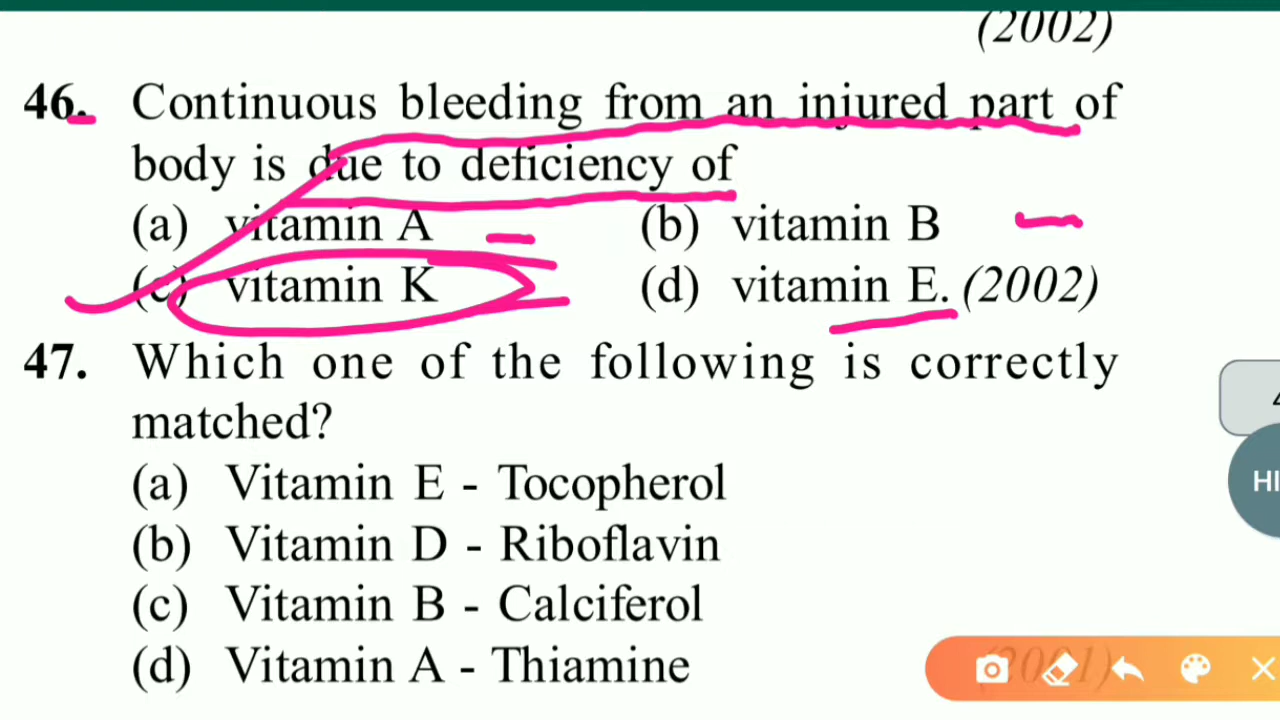 (2002)
46. Continuous bleeding from an injured part of
body is due to deficiency of
(a) vitamin A (b) vitamin B
(c) vitamin K (d) vitamin E. (2002)
47. Which one of the following is correctly
matched?
(a) Vitamin E - Tocopherol
(b) Vitamin D - Riboflavin
(c) Vitamin B - Calciferol
(d) Vitamin A - Thiamine
(2001)
HI